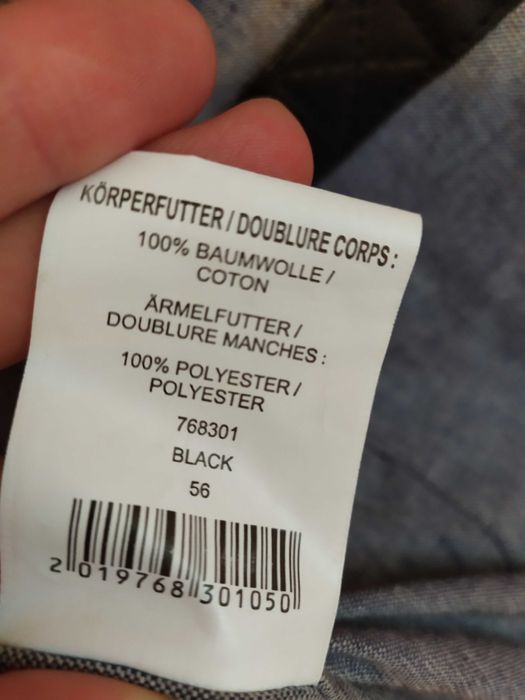 KÖRPERFUTTER / DOUBLURE CORPS :
100% BAUMWOLLE /
COTON
ÄRMELFUTTER /
DOUBLURE MANCHES :
100% POLYESTER /
POLYESTER
768301
BLACK
56
2 019768 301050